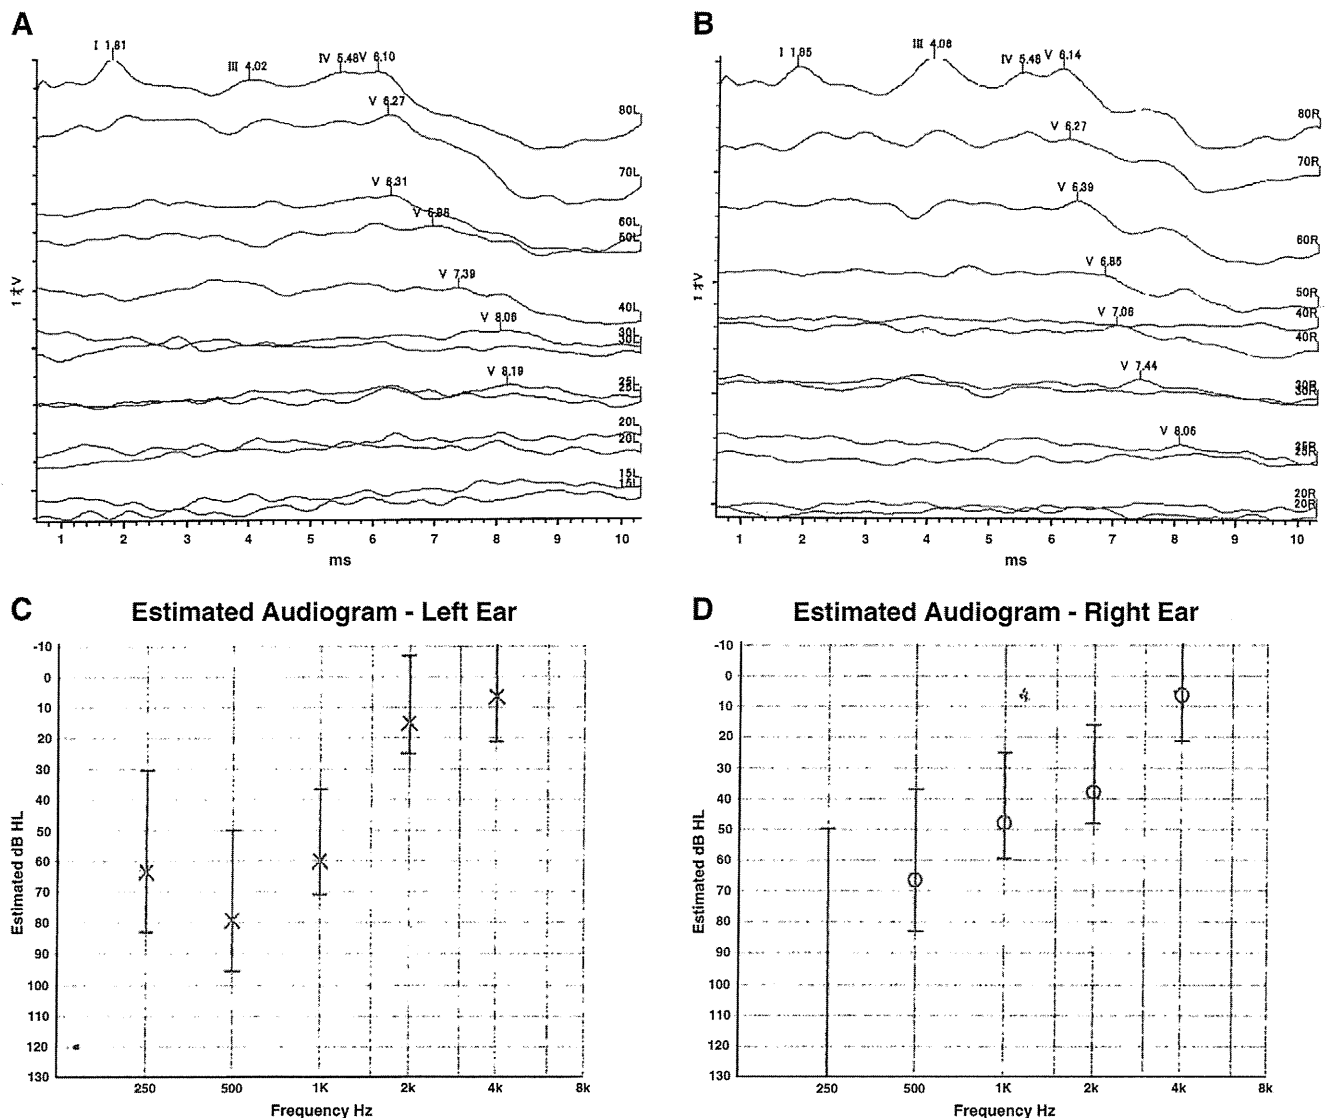 A
I 1.81
III 4.02
IV 5.48 V 6.10
80L
V 6.27
70L
V 6.31
60L
V 6.96
50L
V 7.39
40L
V 8.06
30L
30L
V 8.19
25L
25L
20L
20L
15L
15L
1 2 3 4 5 6 7 8 9 10
ms
B
I 1.85
III 4.08
IV 5.48 V 6.14
80R
V 6.27
70R
V 6.39
60R
V 6.85
50R
40R
V 7.06
40R
V 7.44
30R
30R
V 8.06
25R
25R
20R
20R
1 2 3 4 5 6 7 8 9 10
ms
C Estimated Audiogram - Left Ear
-10
0
10
20
30
40
50
60
70
80
90
100
110
120
130
Estimated dB HL
250 500 1K 2k 4k 8k
Frequency Hz
D Estimated Audiogram - Right Ear
-10
0
10
20
30
40
50
60
70
80
90
100
110
120
130
Estimated dB HL
250 500 1K 2k 4k 8k
Frequency Hz